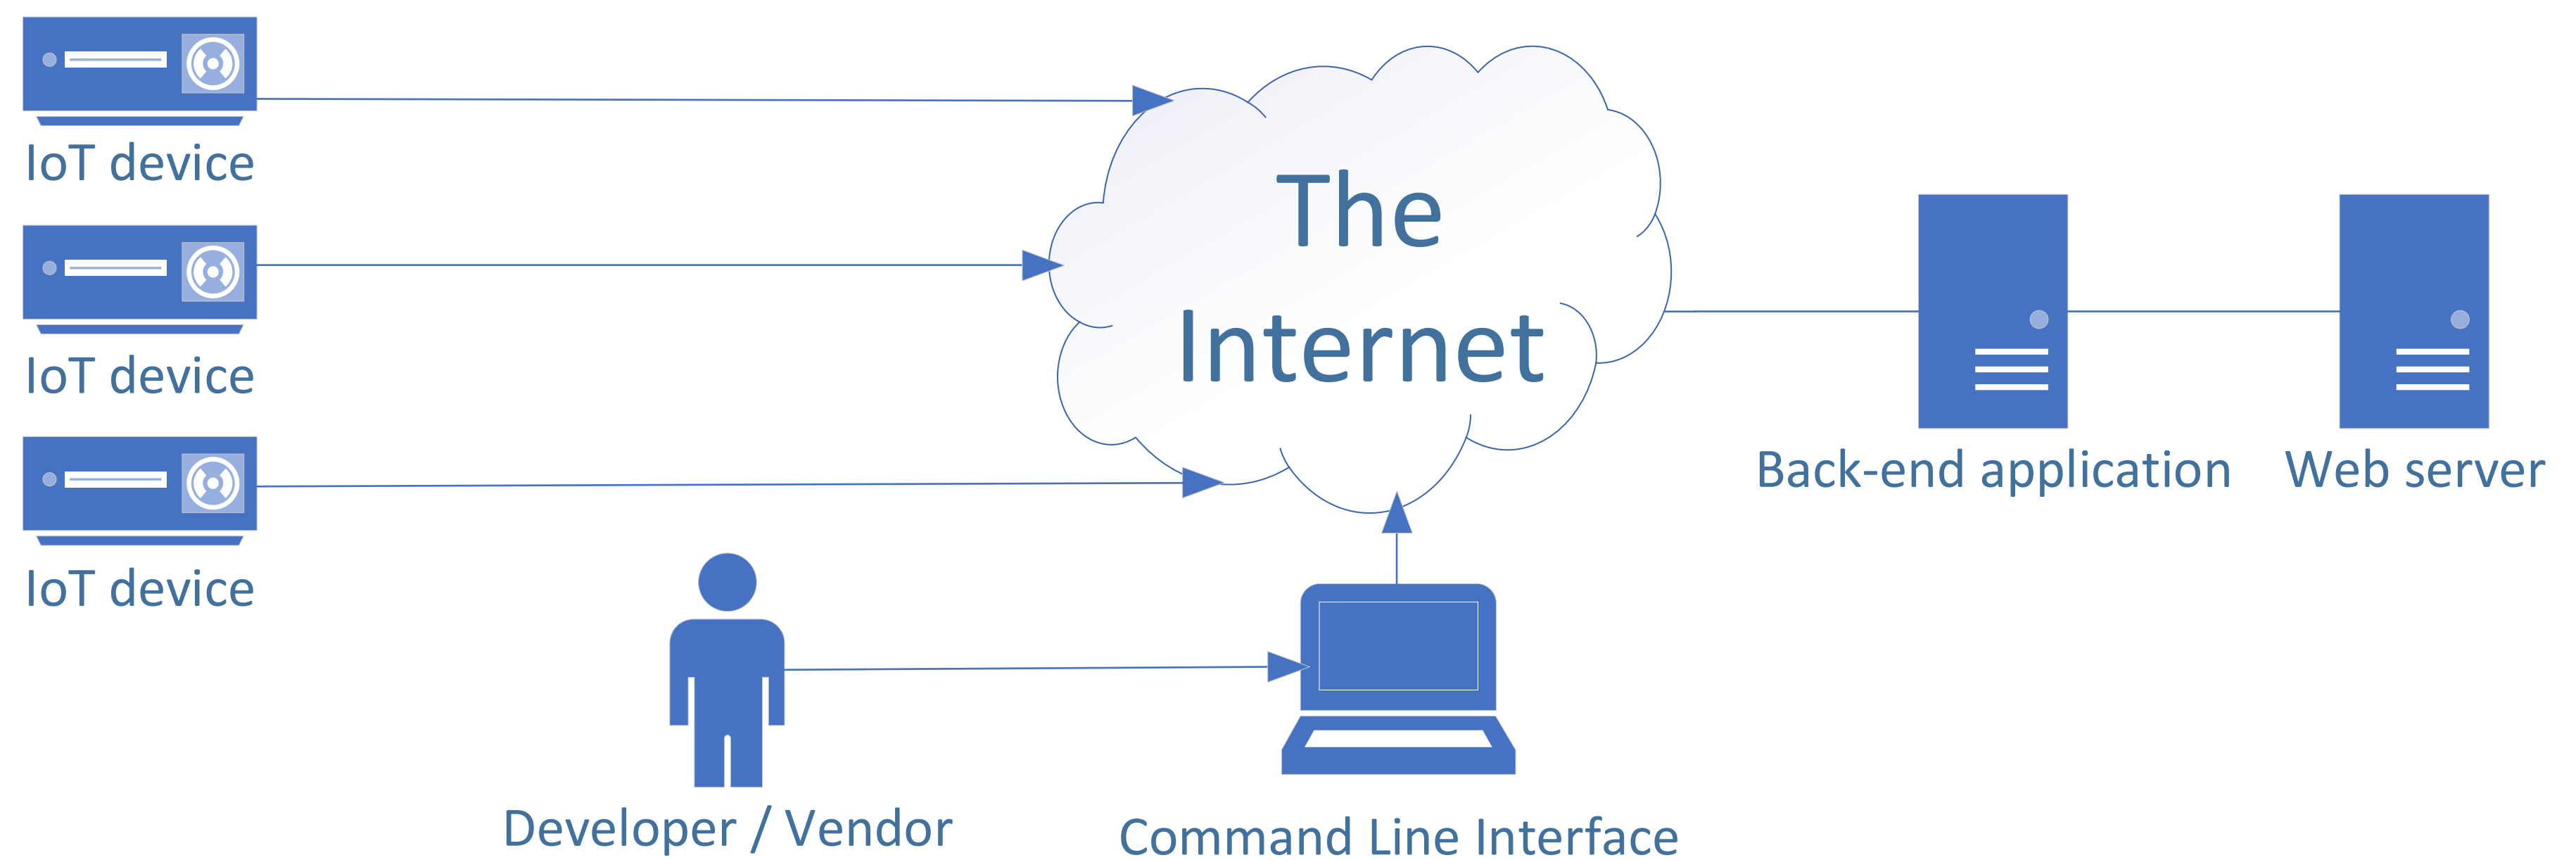 IoT device
IoT device
IoT device
The
Internet
Back-end application
Web server
Developer / Vendor
Command Line Interface